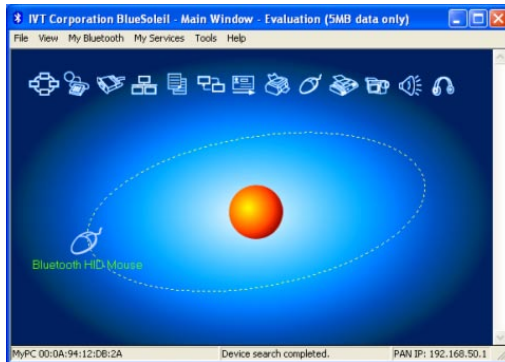 IVT Corporation BlueSoleil - Main Window - Evaluation (5MB data only)
File View My Bluetooth My Services Tools Help
Bluetooth HID Mouse
MyPC 00:0A:94:12:DB:2A Device search completed. PAN IP: 192.168.50.1